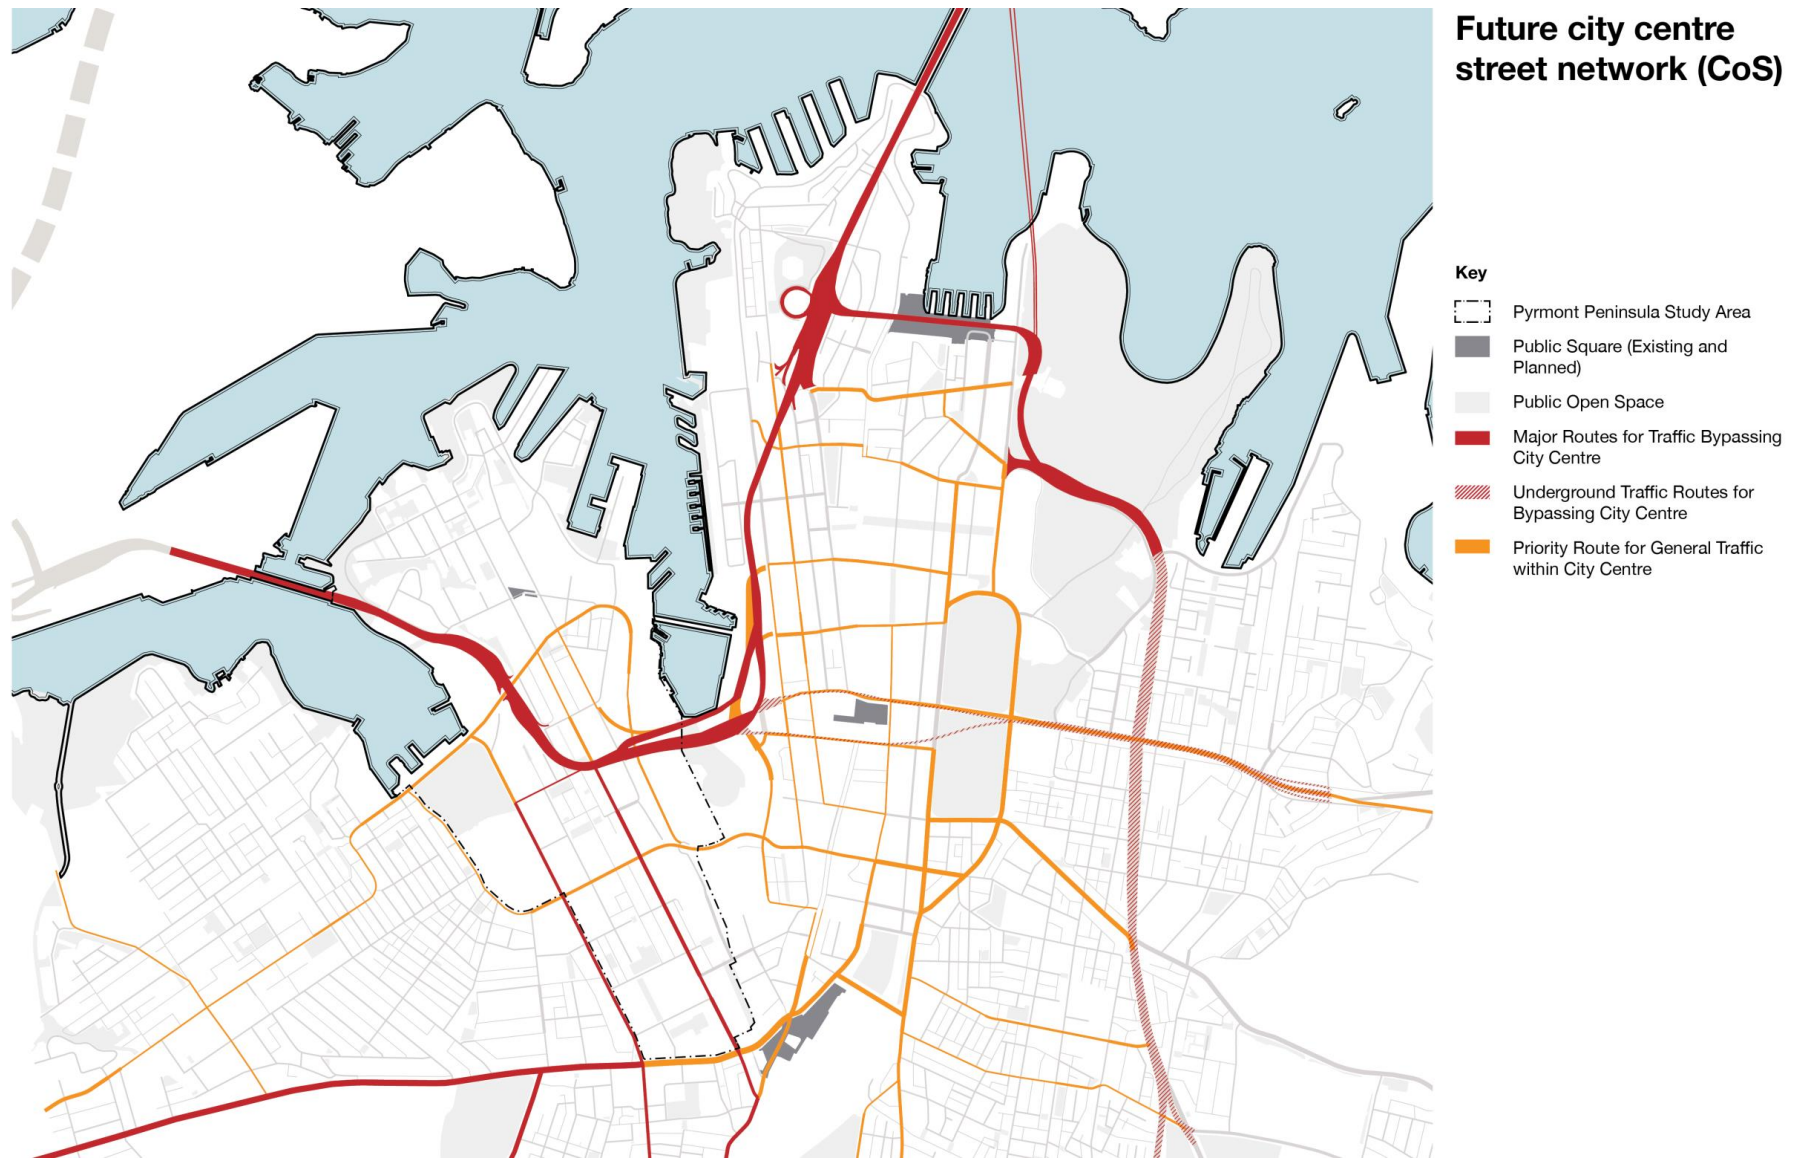 Future city centre
street network (CoS)
Key
Pyrmont Peninsula Study Area
Public Square (Existing and
Planned)
Public Open Space
Major Routes for Traffic Bypassing
City Centre
Underground Traffic Routes for
Bypassing City Centre
Priority Route for General Traffic
within City Centre